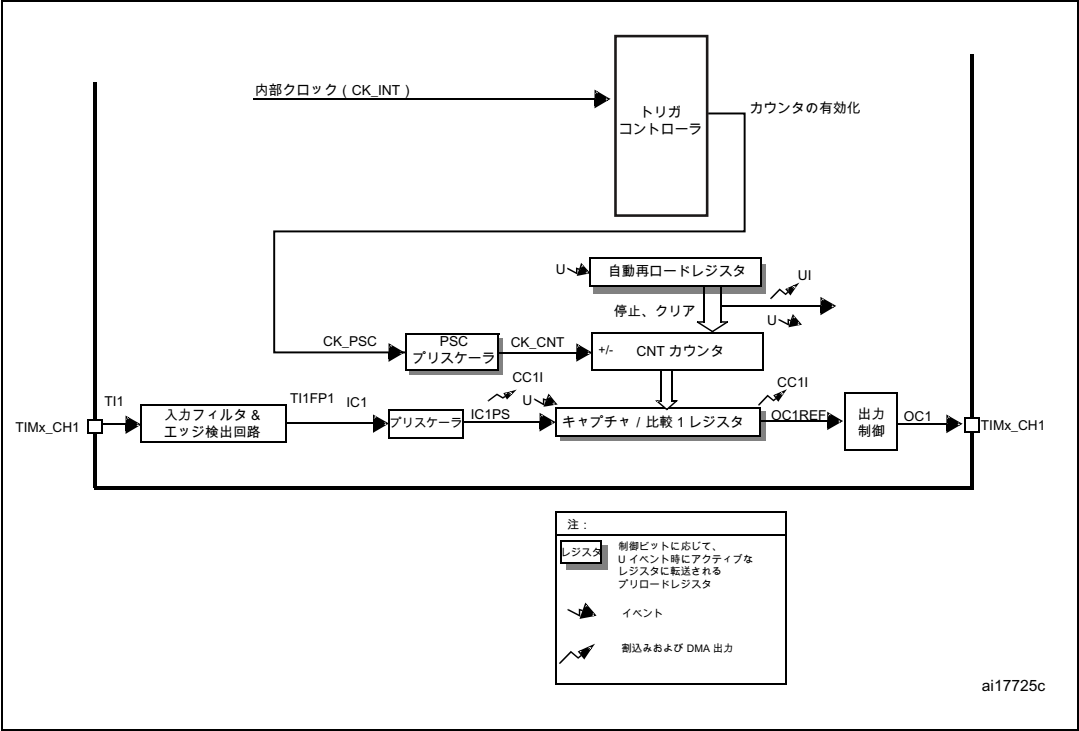 内部クロック ( CK_INT )
トリガ
コントローラ
カウンタの有効化
U
自動再ロードレジスタ
UI
停止、クリア
U
CK_PSC
PSC
プリスケーラ
CK_CNT
+/-
CNT カウンタ
CC1I
CC1I
TI1
TI1FP1
IC1
U
TIMx_CH1
入力フィルタ &
エッジ検出回路
プリスケーラ
IC1PS
キャプチャ / 比較 1 レジスタ
OC1REF
出力
制御
OC1
TIMx_CH1
注 :
レジスタ
制御ビットに応じて、
U イベント時にアクティブな
レジスタに転送される
プリロードレジスタ
イベント
割込みおよび DMA 出力
ai17725c